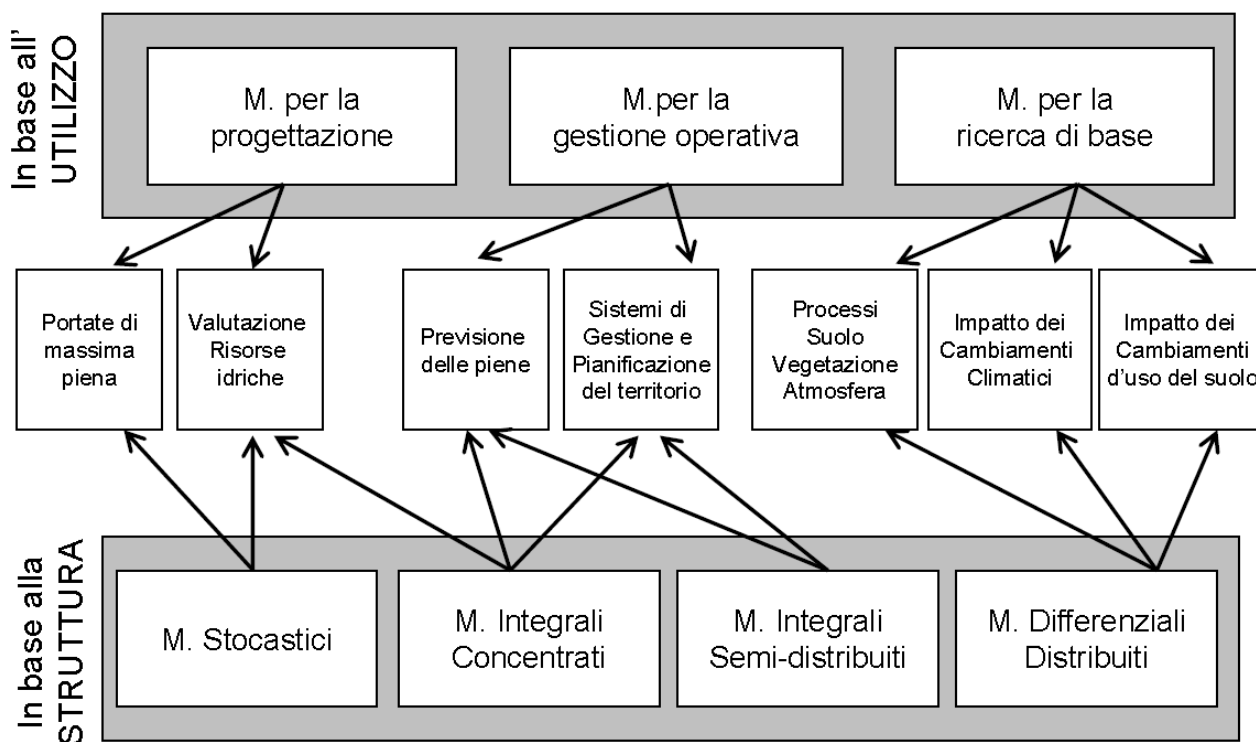 In base all'
UTILIZZO
M. per la
progettazione
M.per la
gestione operativa
M. per la
ricerca di base
Portate di
massima
piena
Valutazione
Risorse
idriche
Previsione
delle piene
Sistemi di
Gestione e
Pianificazione
del territorio
Processi
Suolo
Vegetazione
Atmosfera
Impatto dei
Cambiamenti
Climatici
Impatto dei
Cambiamenti
d'uso del suolo
In base alla
STRUTTURA
M. Stocastici
M. Integrali
Concentrati
M. Integrali
Semi-distribuiti
M. Differenziali
Distribuiti